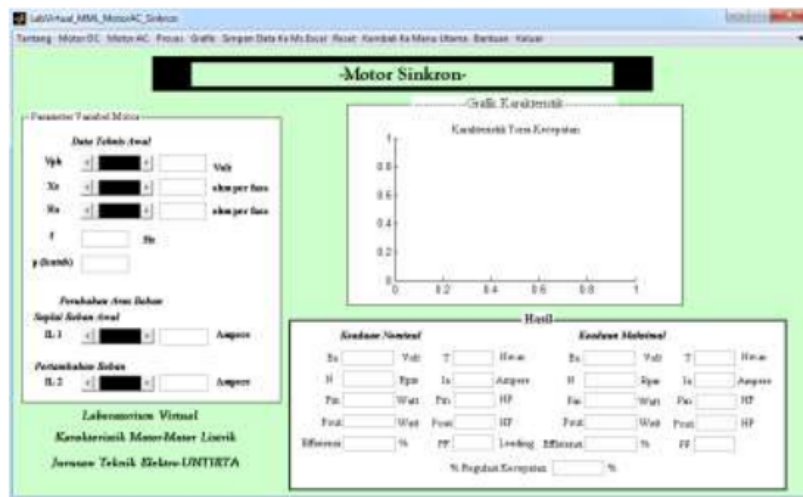 LabVirtual_MML_MotorAC_Sinkron
Tentang Motor DC Motor AC Proses Grafik Simpan Data Ke Ms.Excel Reset Kembali Ke Menu Utama Bantuan Keluar
-Motor Sinkron-
Parameter Variabel Motor
Data Teknis Awal
Vph Volt
Xs ohm per fasa
Ra ohm per fasa
f Hz
p (kutub)
Perubahan Arus Beban
Suplai Beban Awal
IL 1 Ampere
Pertambahan Beban
IL 2 Ampere
Laboratorium Virtual
Karakteristik Motor-Motor Listrik
Jurusan Teknik Elektro-UNTIRTA
Grafik Karakteristik
Karakteristik Torsi Kecepatan
1
0.8
0.6
0.4
0.2
0
0 0.2 0.4 0.6 0.8 1
Hasil
Keadaan Nominal Keadaan Maksimal
Ea Volt T Nw.m Ea Volt T Nw.m
N Rpm Ia Ampere N Rpm Ia Ampere
Pin Watt Pin HP Pin Watt Pin HP
Pout Watt Pout HP Pout Watt Pout HP
Efficiensi % PF Leading Efficiensi % PF
% Regulasi Kecepatan %